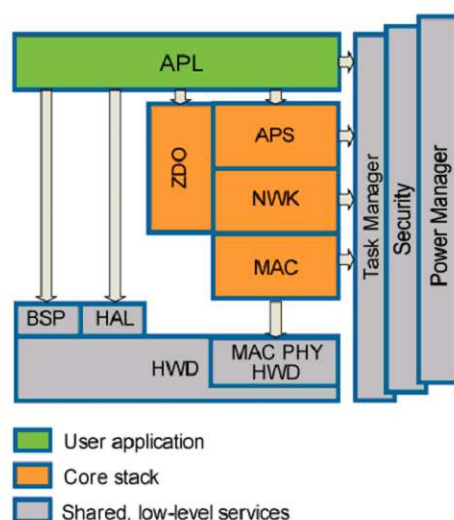 APL
ZDO
APS
NWK
MAC
BSP
HAL
HWD
MAC PHY
HWD
Task Manager
Security
Power Manager
User application
Core stack
Shared, low-level services